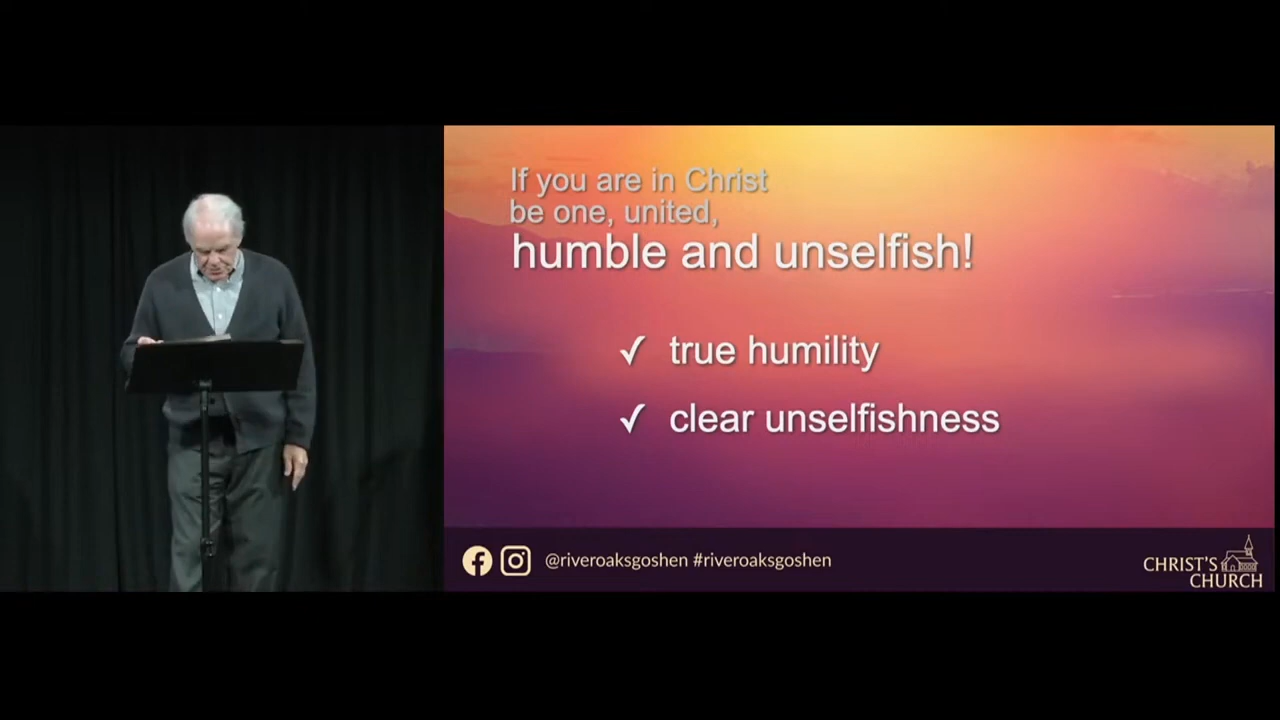 If you are in Christ
be one, united,
humble and unselfish!
✓ true humility
✓ clear unselfishness
@riveroaksgoshen #riveroaksgoshen
CHRIST'S
CHURCH